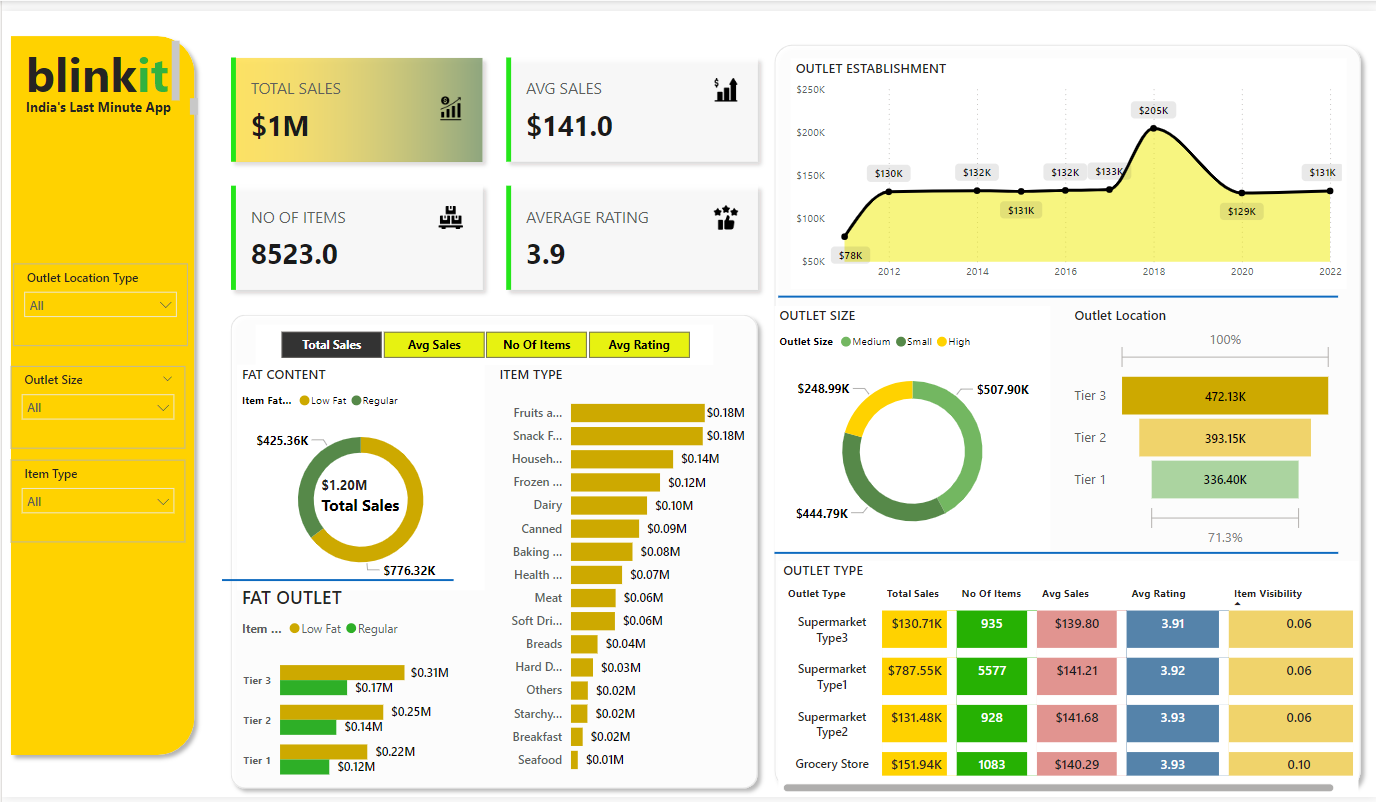 blinkit
India's Last Minute App
Outlet Location Type
All
Outlet Size
All
Item Type
All
TOTAL SALES
$1M
AVG SALES
$141.0
NO OF ITEMS
8523.0
AVERAGE RATING
3.9
Total Sales Avg Sales No Of Items Avg Rating
FAT CONTENT
Item Fat... Low Fat Regular
$425.36K
$1.20M
Total Sales
$776.32K
FAT OUTLET
Item ... Low Fat Regular
Tier 3 $0.31M
$0.17M
Tier 2 $0.25M
$0.14M
Tier 1 $0.22M
$0.12M
ITEM TYPE
Fruits a... $0.18M
Snack F... $0.18M
Househ... $0.14M
Frozen ... $0.12M
Dairy $0.10M
Canned $0.09M
Baking ... $0.08M
Health ... $0.07M
Meat $0.06M
Soft Dri... $0.06M
Breads $0.04M
Hard D... $0.03M
Others $0.02M
Starchy... $0.02M
Breakfast $0.02M
Seafood $0.01M
OUTLET ESTABLISHMENT
$250K
$200K
$150K
$100K
$50K
$78K
$130K
$132K
$131K
$132K
$133K
$205K
$129K
$131K
2012 2014 2016 2018 2020 2022
OUTLET SIZE
Outlet Size Medium Small High
$248.99K
$507.90K
$444.79K
Outlet Location
100%
Tier 3 472.13K
Tier 2 393.15K
Tier 1 336.40K
71.3%
OUTLET TYPE
Outlet Type Total Sales No Of Items Avg Sales Avg Rating Item Visibility
Supermarket
Type3 $130.71K 935 $139.80 3.91 0.06
Supermarket
Type1 $787.55K 5577 $141.21 3.92 0.06
Supermarket
Type2 $131.48K 928 $141.68 3.93 0.06
Grocery Store $151.94K 1083 $140.29 3.93 0.10